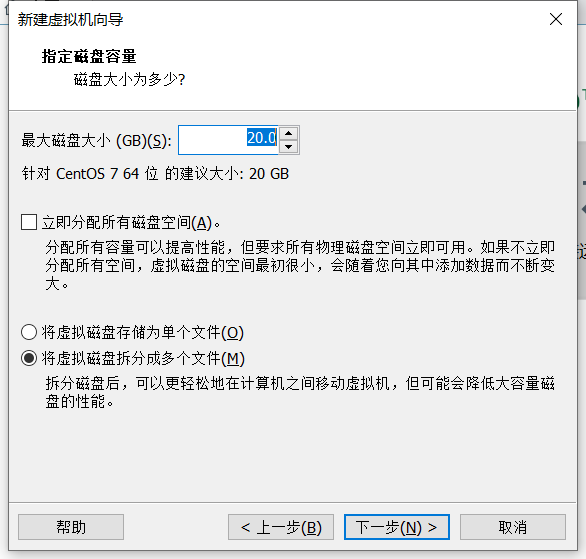 新建虚拟机向导
指定磁盘容量
磁盘大小为多少?
最大磁盘大小 (GB)(S): 20.0
针对 CentOS 7 64 位 的建议大小: 20 GB
立即分配所有磁盘空间(A)。
分配所有容量可以提高性能，但要求所有物理磁盘空间立即可用。如果不立即
分配所有空间，虚拟磁盘的空间最初很小，会随着您向其中添加数据而不断变
大。
将虚拟磁盘存储为单个文件(O)
将虚拟磁盘拆分成多个文件(M)
拆分磁盘后，可以更轻松地在计算机之间移动虚拟机，但可能会降低大容量磁
盘的性能。
帮助 < 上一步(B) 下一步(N) > 取消